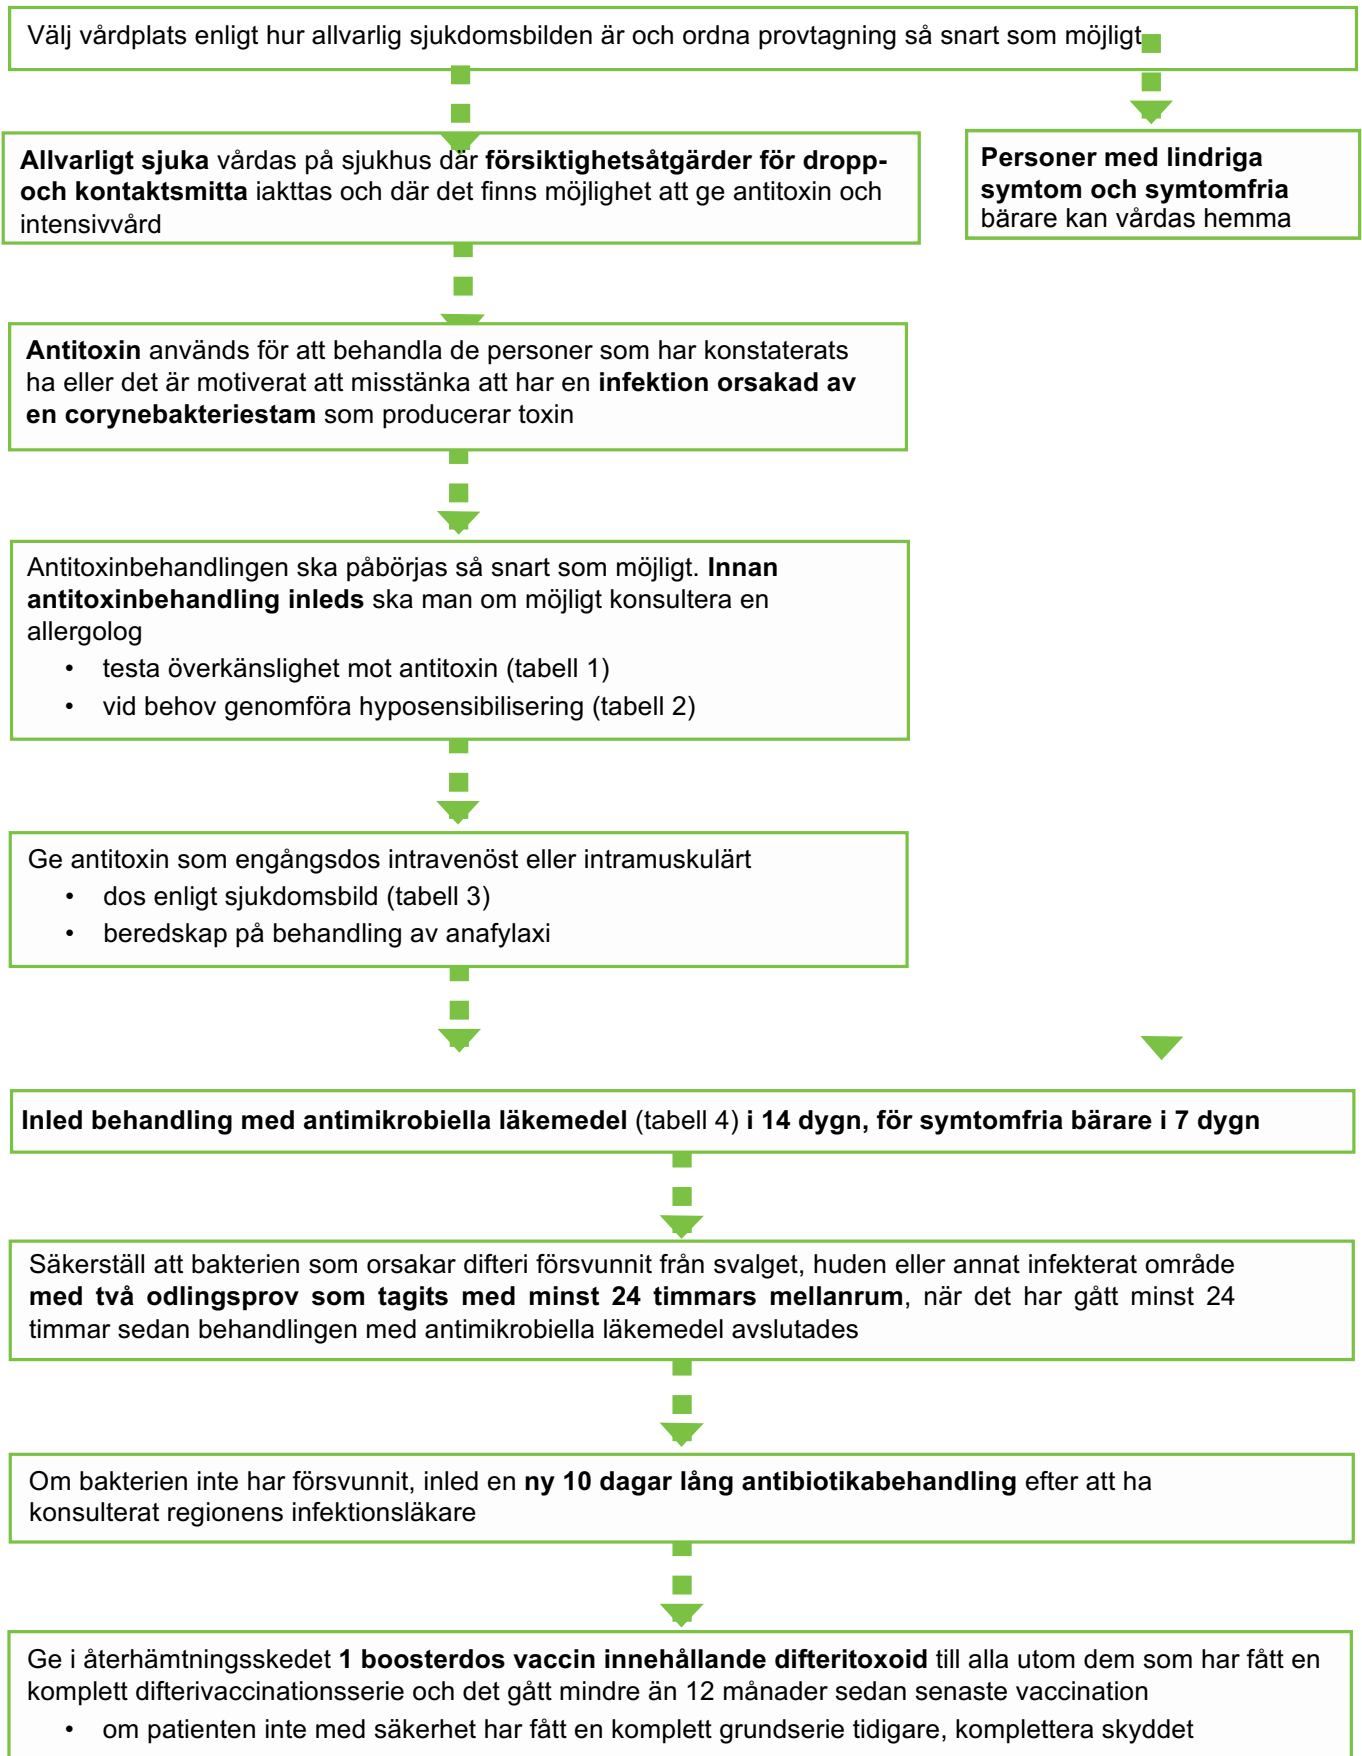 Välj vårdplats enligt hur allvarlig sjukdomsbilden är och ordna provtagning så snart som möjligt
Allvarligt sjuka vårdas på sjukhus där försiktighetsåtgärder för dropp-
och kontaktsmitta iakttas och där det finns möjlighet att ge antitoxin och
intensivvård
Personer med lindriga
symtom och symtomfria
bärare kan vårdas hemma
Antitoxin används för att behandla de personer som har konstaterats
ha eller det är motiverat att misstänka att har en infektion orsakad av
en corynebakteriestam som producerar toxin
Antitoxinbehandlingen ska påbörjas så snart som möjligt. Innan
antitoxinbehandling inleds ska man om möjligt konsultera en
allergolog
• testa överkänslighet mot antitoxin (tabell 1)
• vid behov genomföra hyposensibilisering (tabell 2)
Ge antitoxin som engångsdos intravenöst eller intramuskulärt
• dos enligt sjukdomsbild (tabell 3)
• beredskap på behandling av anafylaxi
Inled behandling med antimikrobiella läkemedel (tabell 4) i 14 dygn, för symtomfria bärare i 7 dygn
Säkerställ att bakterien som orsakar difteri försvunnit från svalget, huden eller annat infekterat område
med två odlingsprov som tagits med minst 24 timmars mellanrum, när det har gått minst 24
timmar sedan behandlingen med antimikrobiella läkemedel avslutades
Om bakterien inte har försvunnit, inled en ny 10 dagar lång antibiotikabehandling efter att ha
konsulterat regionens infektionsläkare
Ge i återhämtningsskedet 1 boosterdos vaccin innehållande difteritoxoid till alla utom dem som har fått en
komplett difterivaccinationsserie och det gått mindre än 12 månader sedan senaste vaccination
• om patienten inte med säkerhet har fått en komplett grundserie tidigare, komplettera skyddet